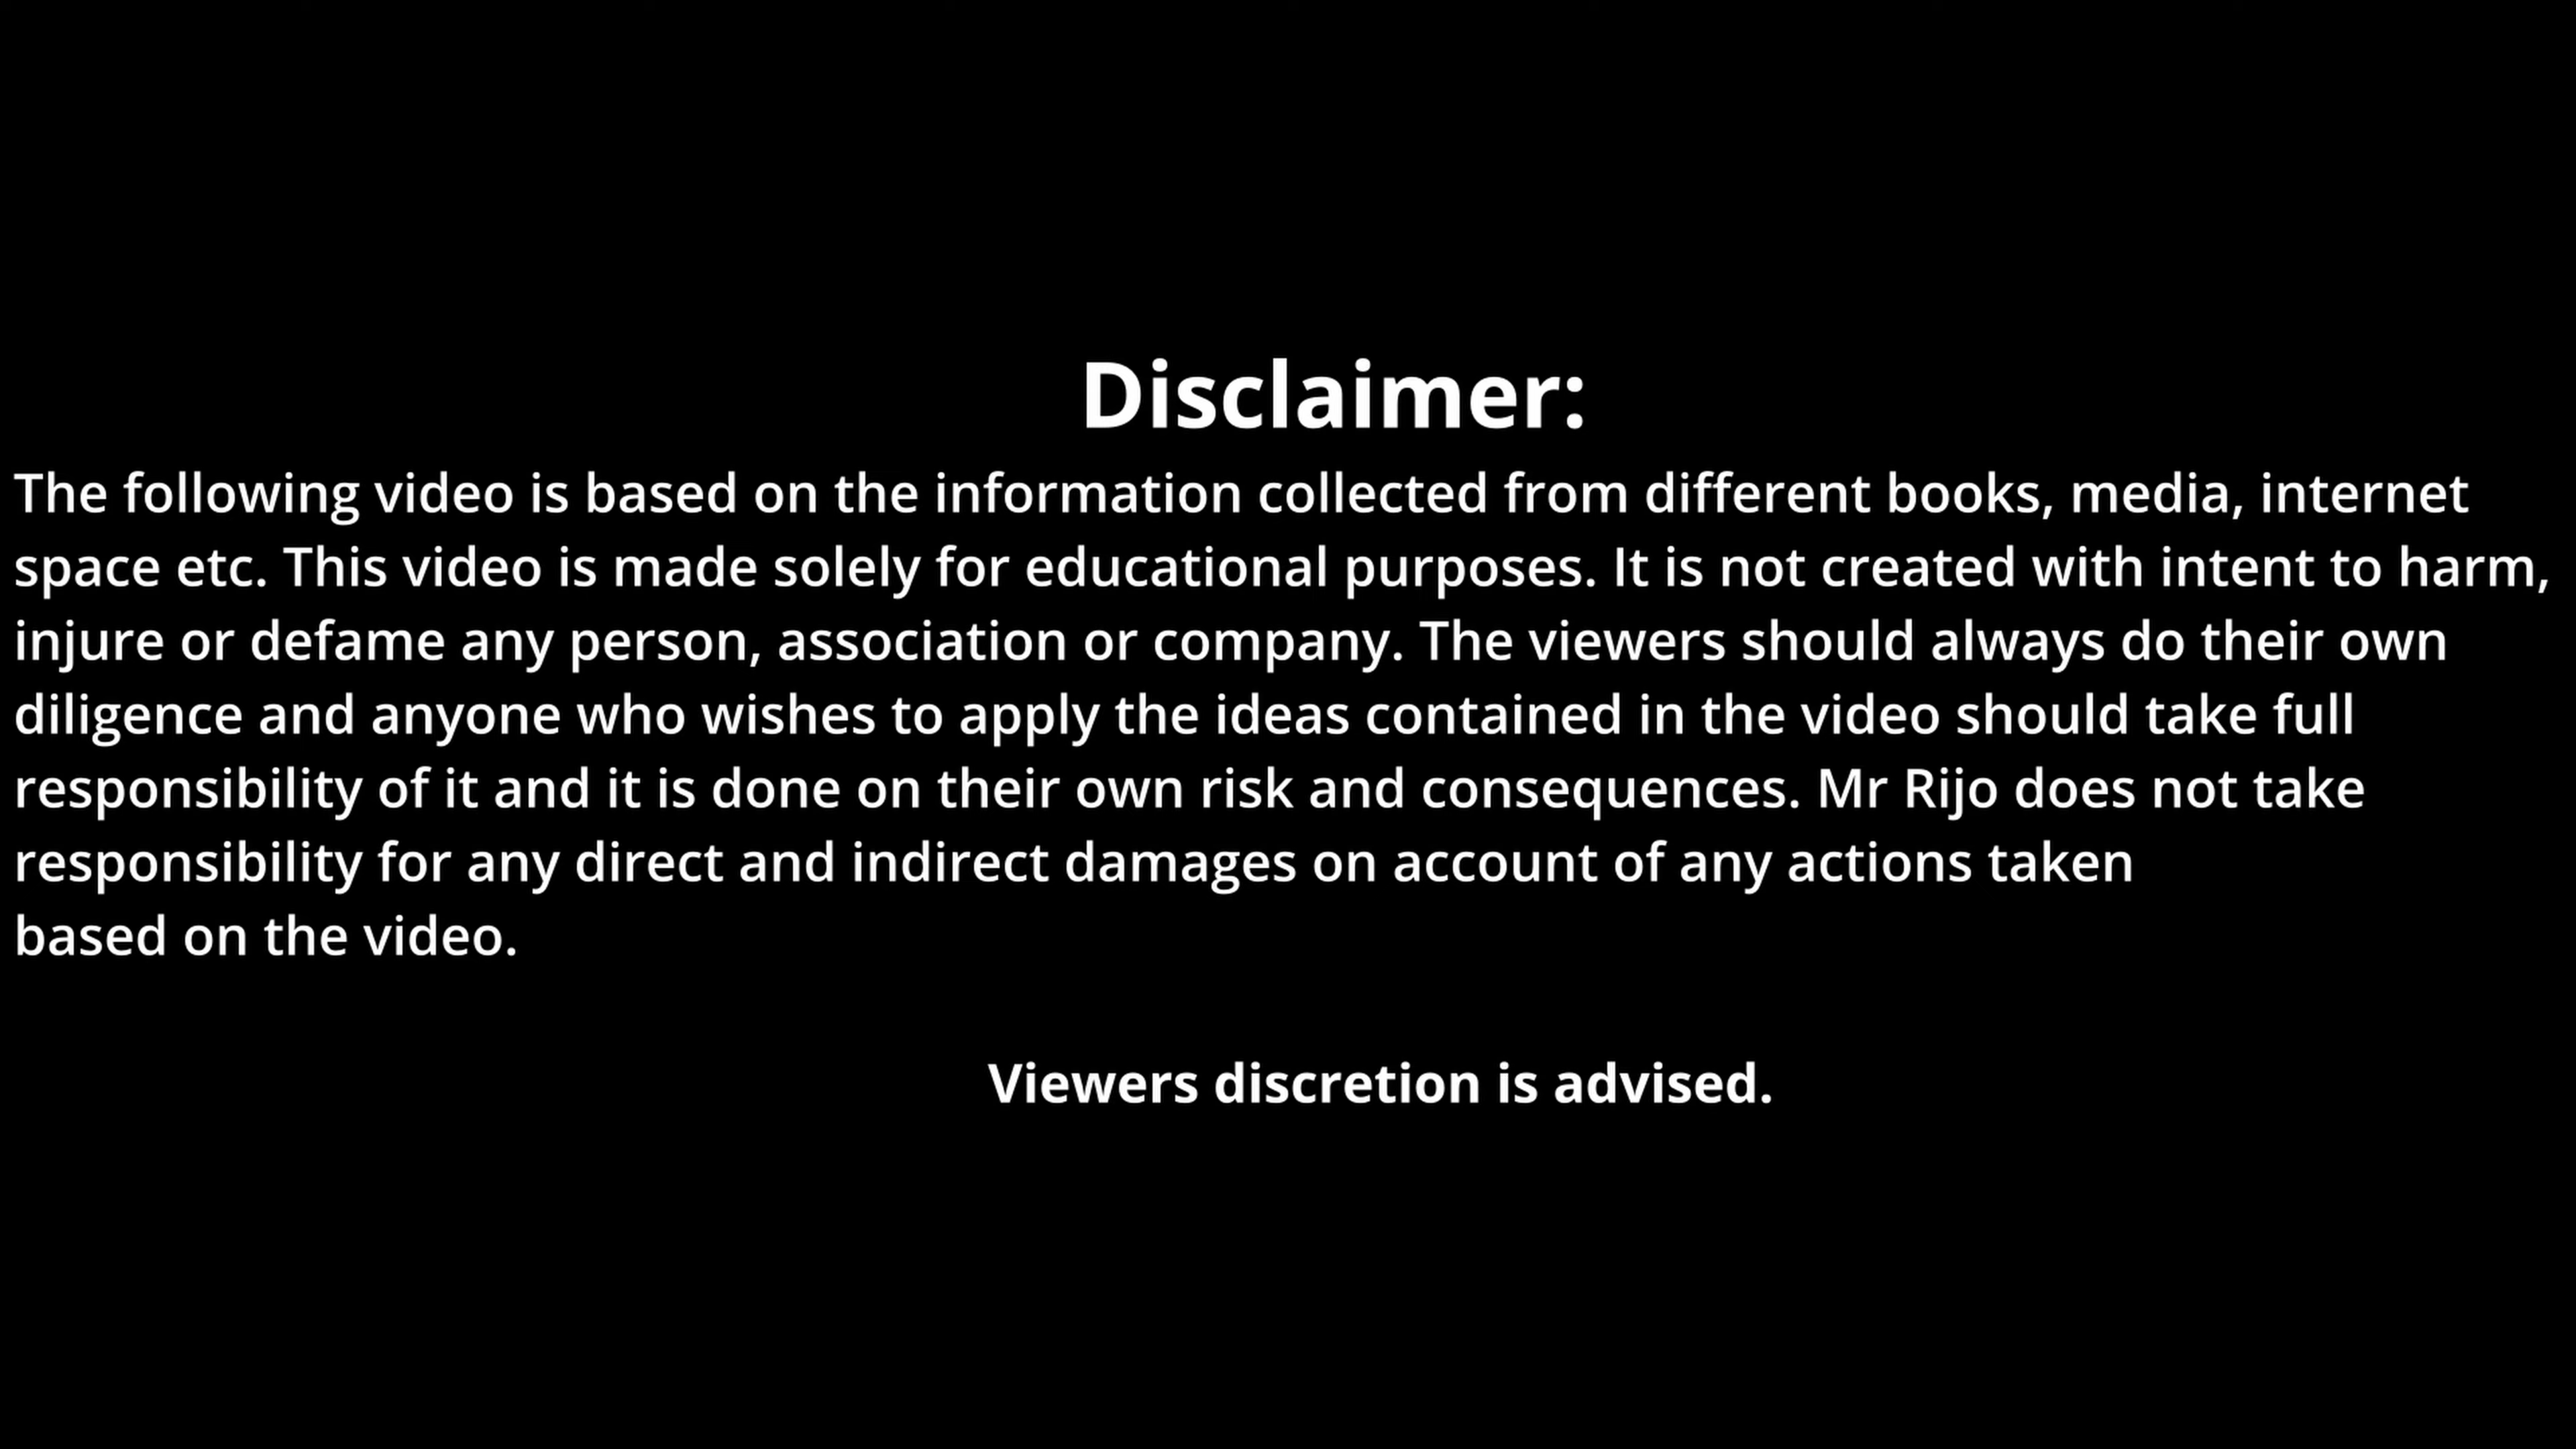 Disclaimer:
The following video is based on the information collected from different books, media, internet
space etc. This video is made solely for educational purposes. It is not created with intent to harm,
injure or defame any person, association or company. The viewers should always do their own
diligence and anyone who wishes to apply the ideas contained in the video should take full
responsibility of it and it is done on their own risk and consequences. Mr Rijo does not take
responsibility for any direct and indirect damages on account of any actions taken
based on the video.
Viewers discretion is advised.